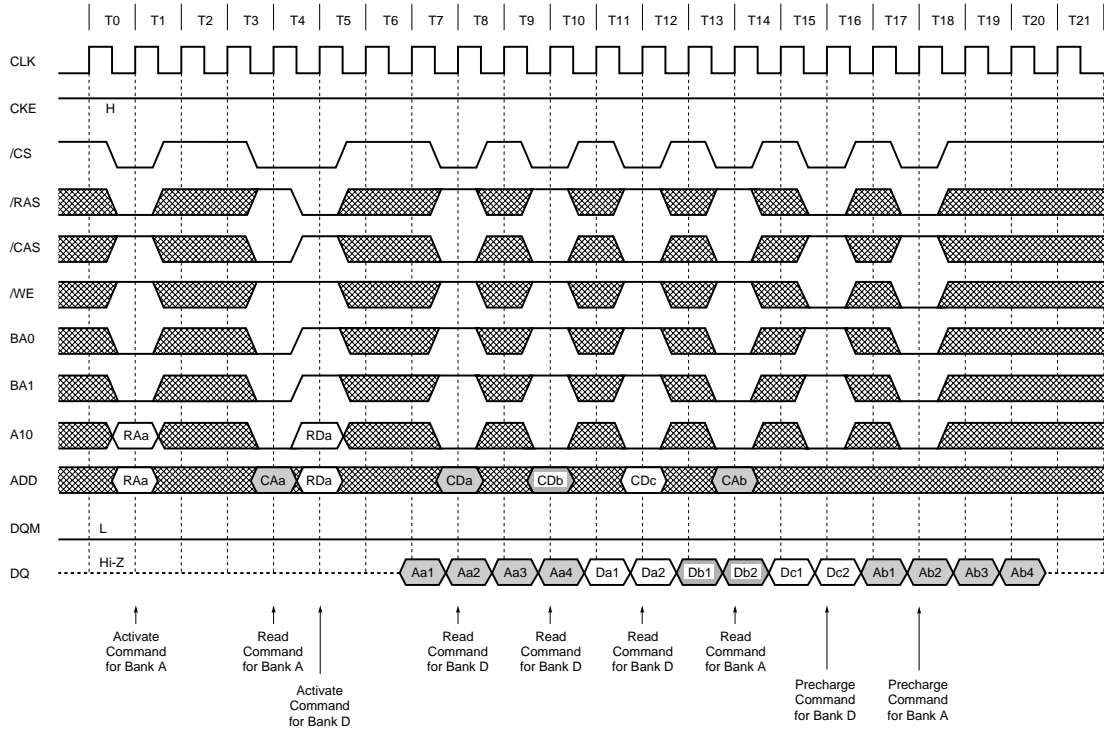 T0 T1 T2 T3 T4 T5 T6 T7 T8 T9 T10 T11 T12 T13 T14 T15 T16 T17 T18 T19 T20 T21
CLK
CKE
H
/CS
/RAS
/CAS
/WE
BA0
BA1
A10 RAa RDa
ADD RAa CAa RDa CDa CDb CDc CAb
DQM L
Hi-Z
DQ Aa1 Aa2 Aa3 Aa4 Da1 Da2 Db1 Db2 Dc1 Dc2 Ab1 Ab2 Ab3 Ab4
Activate
Command
for Bank A
Read
Command
for Bank A
Activate
Command
for Bank D
Read
Command
for Bank D
Read
Command
for Bank D
Read
Command
for Bank D
Read
Command
for Bank A
Precharge
Command
for Bank D
Precharge
Command
for Bank A